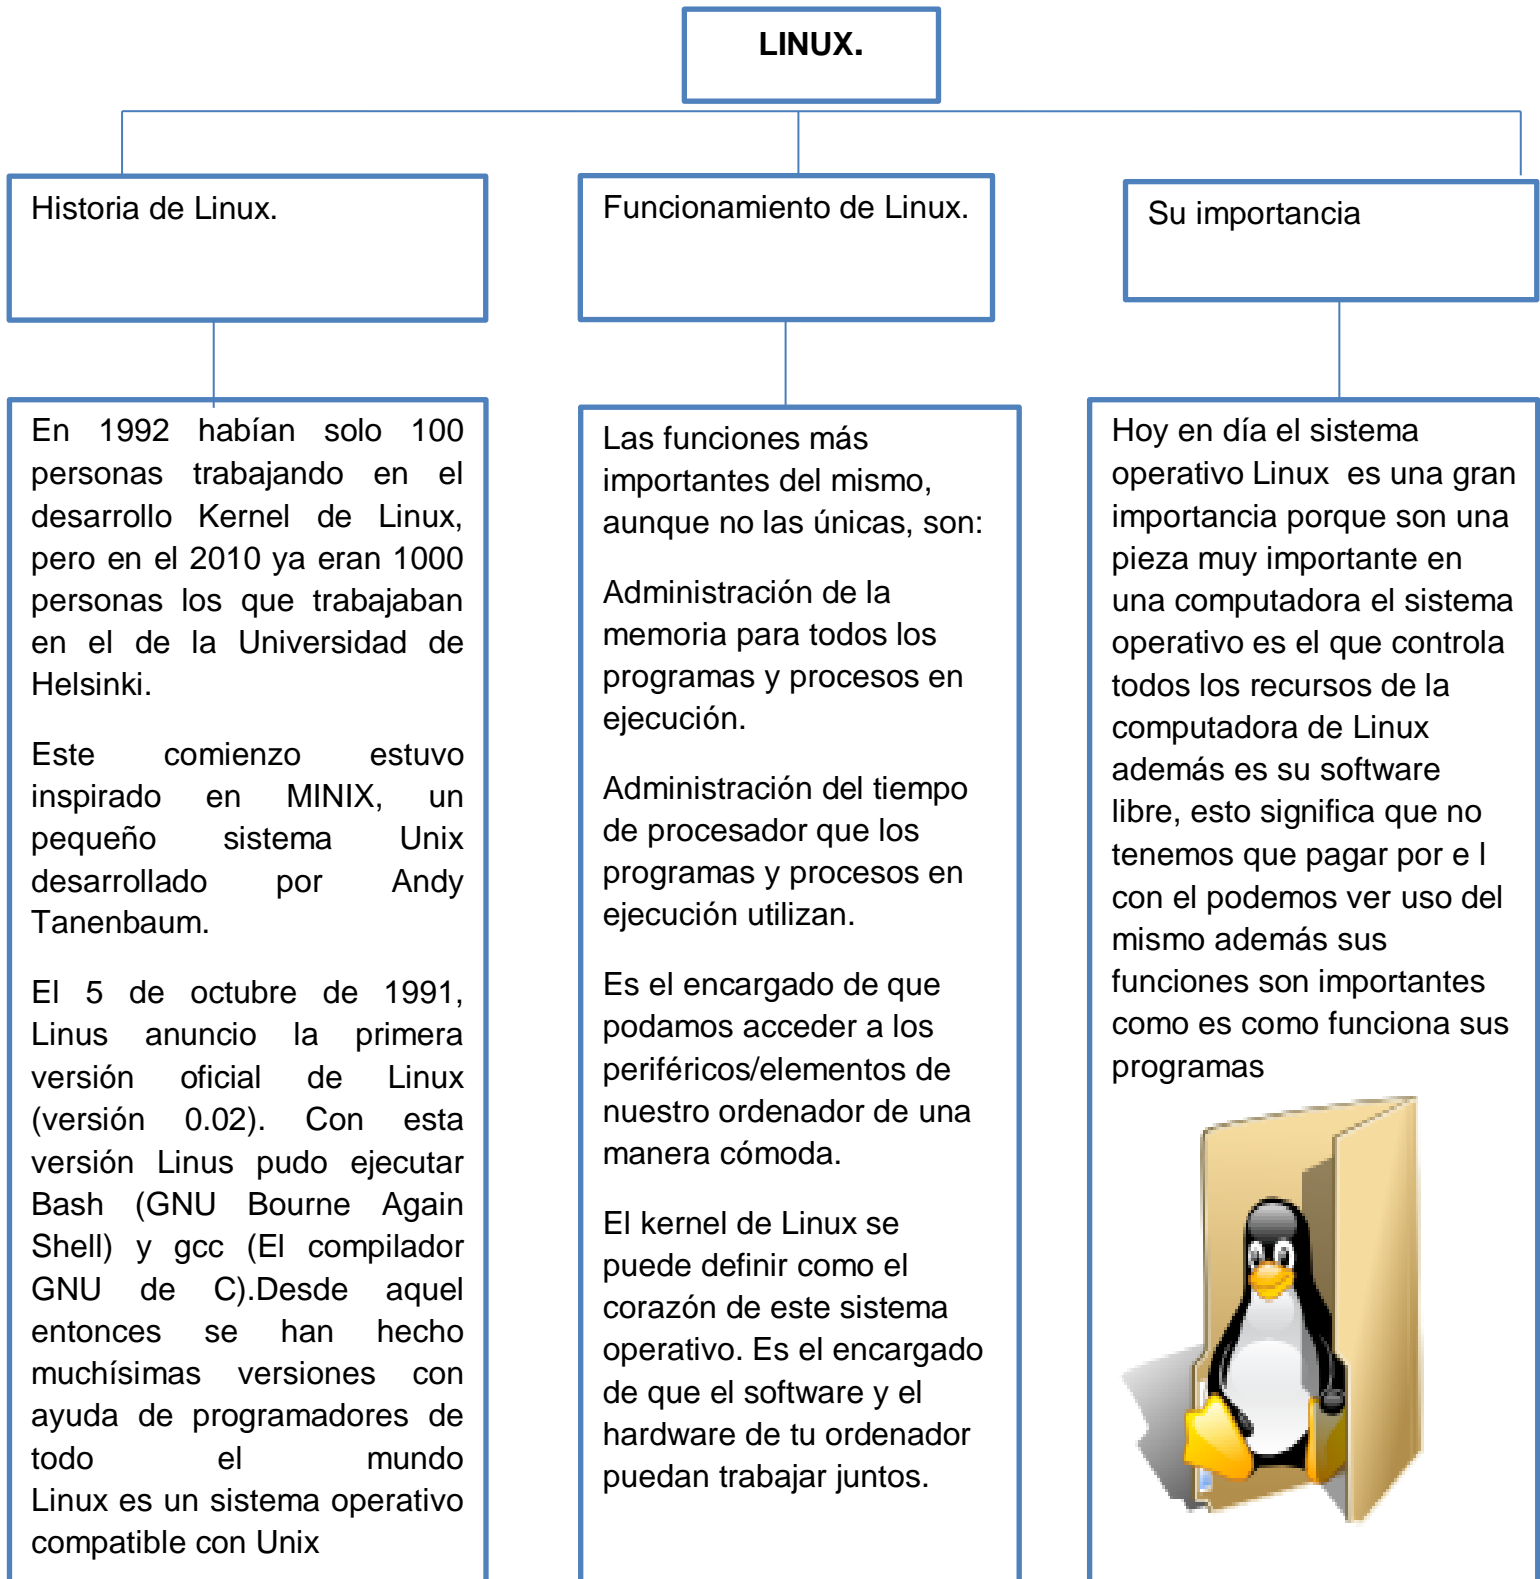 LINUX.
Historia de Linux.
En 1992 habían solo 100
personas trabajando en el
desarrollo Kernel de Linux,
pero en el 2010 ya eran 1000
personas los que trabajaban
en el de la Universidad de
Helsinki.
Este comienzo estuvo
inspirado en MINIX, un
pequeño sistema Unix
desarrollado por Andy
Tanenbaum.
El 5 de octubre de 1991,
Linus anuncio la primera
versión oficial de Linux
(versión 0.02). Con esta
versión Linus pudo ejecutar
Bash (GNU Bourne Again
Shell) y gcc (El compilador
GNU de C).Desde aquel
entonces se han hecho
muchísimas versiones con
ayuda de programadores de
todo el mundo
Linux es un sistema operativo
compatible con Unix
Funcionamiento de Linux.
Las funciones más
importantes del mismo,
aunque no las únicas, son:
Administración de la
memoria para todos los
programas y procesos en
ejecución.
Administración del tiempo
de procesador que los
programas y procesos en
ejecución utilizan.
Es el encargado de que
podamos acceder a los
periféricos/elementos de
nuestro ordenador de una
manera cómoda.
El kernel de Linux se
puede definir como el
corazón de este sistema
operativo. Es el encargado
de que el software y el
hardware de tu ordenador
puedan trabajar juntos.
Su importancia
Hoy en día el sistema
operativo Linux  es una gran
importancia porque son una
pieza muy importante en
una computadora el sistema
operativo es el que controla
todos los recursos de la
computadora de Linux
además es su software
libre, esto significa que no
tenemos que pagar por e l
con el podemos ver uso del
mismo además sus
funciones son importantes
como es como funciona sus
programas